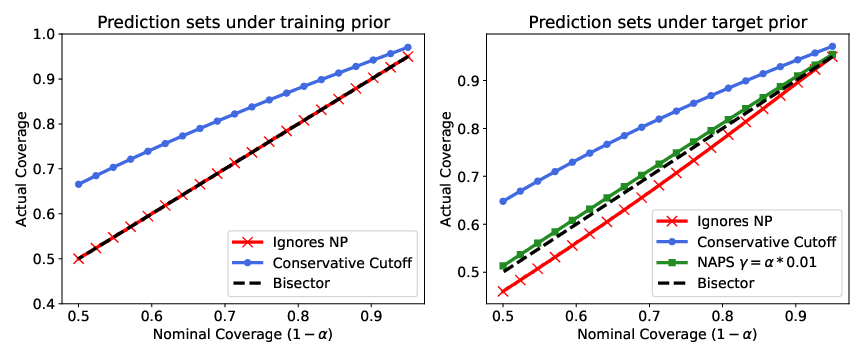 Prediction sets under training prior
Actual Coverage
1.0
0.9
0.8
0.7
0.6
0.5
0.4
0.5
0.6
0.7
0.8
0.9
Nominal Coverage (1 − α)
Ignores NP
Conservative Cutoff
Bisector
Prediction sets under target prior
Actual Coverage
0.9
0.8
0.7
0.6
0.5
0.5
0.6
0.7
0.8
0.9
Nominal Coverage (1 − α)
Ignores NP
Conservative Cutoff
NAPS γ = α * 0.01
Bisector